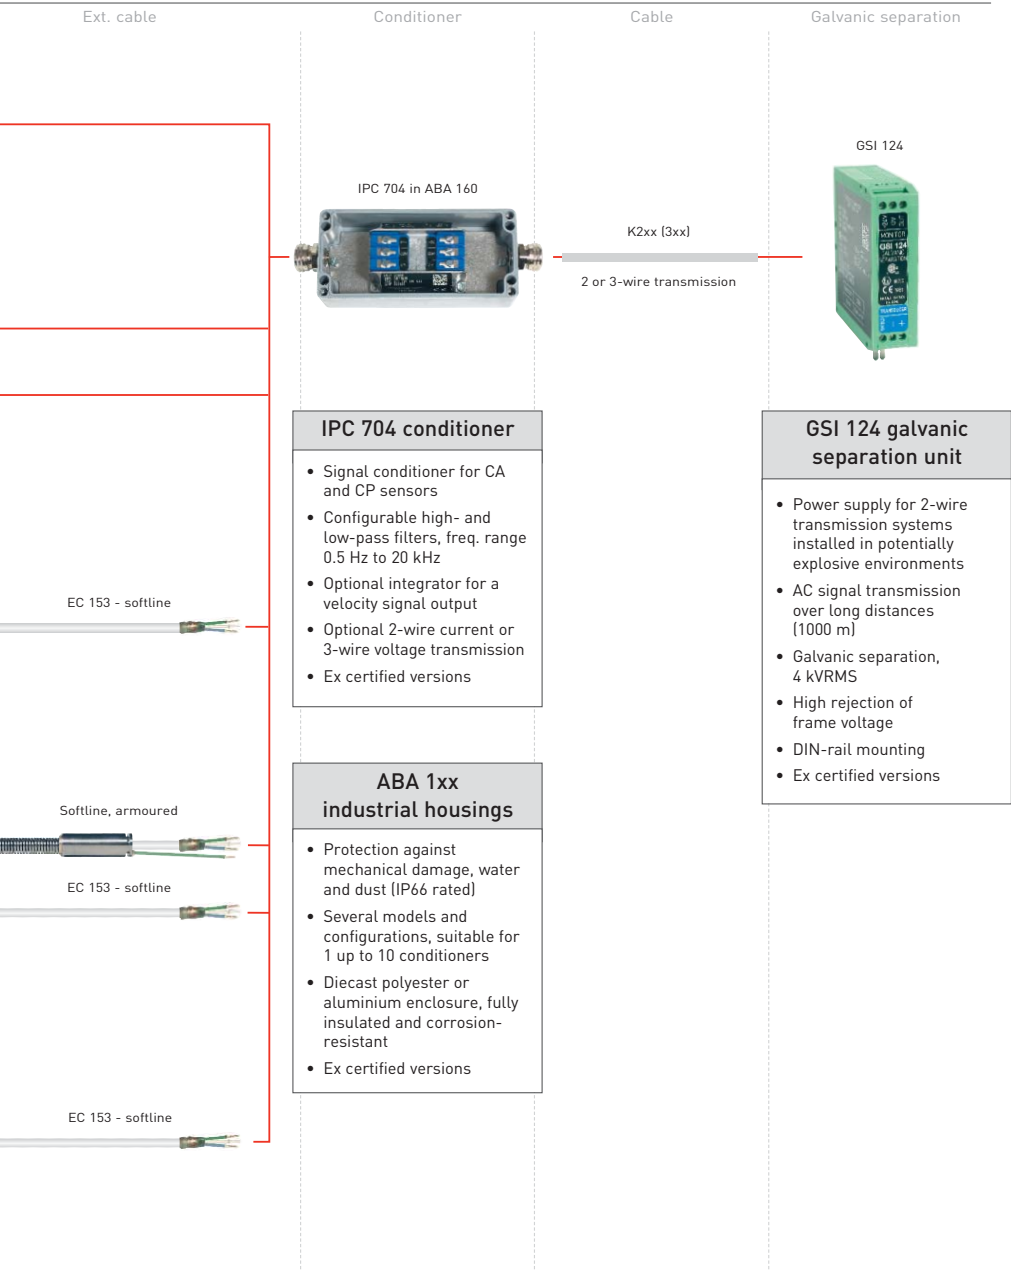 Ext. cable
Conditioner
Cable
Galvanic separation
GSI 124
IPC 704 in ABA 160
K2xx (3xx)
2 or 3-wire transmission
MONITOR
GSI 124
GALVANIC
SEPARATION
TRANSDUCER
IPC 704 conditioner
• Signal conditioner for CA
and CP sensors
• Configurable high- and
low-pass filters, freq. range
0.5 Hz to 20 kHz
• Optional integrator for a
velocity signal output
• Optional 2-wire current or
3-wire voltage transmission
• Ex certified versions
GSI 124 galvanic
separation unit
• Power supply for 2-wire
transmission systems
installed in potentially
explosive environments
• AC signal transmission
over long distances
(1000 m)
• Galvanic separation,
4 kVRMS
• High rejection of
frame voltage
• DIN-rail mounting
• Ex certified versions
EC 153 - softline
ABA 1xx
industrial housings
• Protection against
mechanical damage, water
and dust (IP66 rated)
• Several models and
configurations, suitable for
1 up to 10 conditioners
• Diecast polyester or
aluminium enclosure, fully
insulated and corrosion-
resistant
• Ex certified versions
Softline, armoured
EC 153 - softline
EC 153 - softline